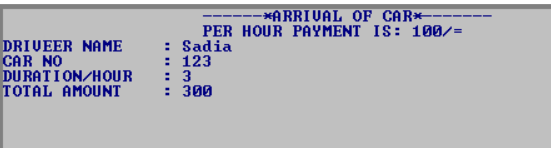 ------*ARRIVAL OF CAR*-------
PER HOUR PAYMENT IS: 100/=
DRIVEER NAME : Sadia
CAR NO : 123
DURATION/HOUR : 3
TOTAL AMOUNT : 300